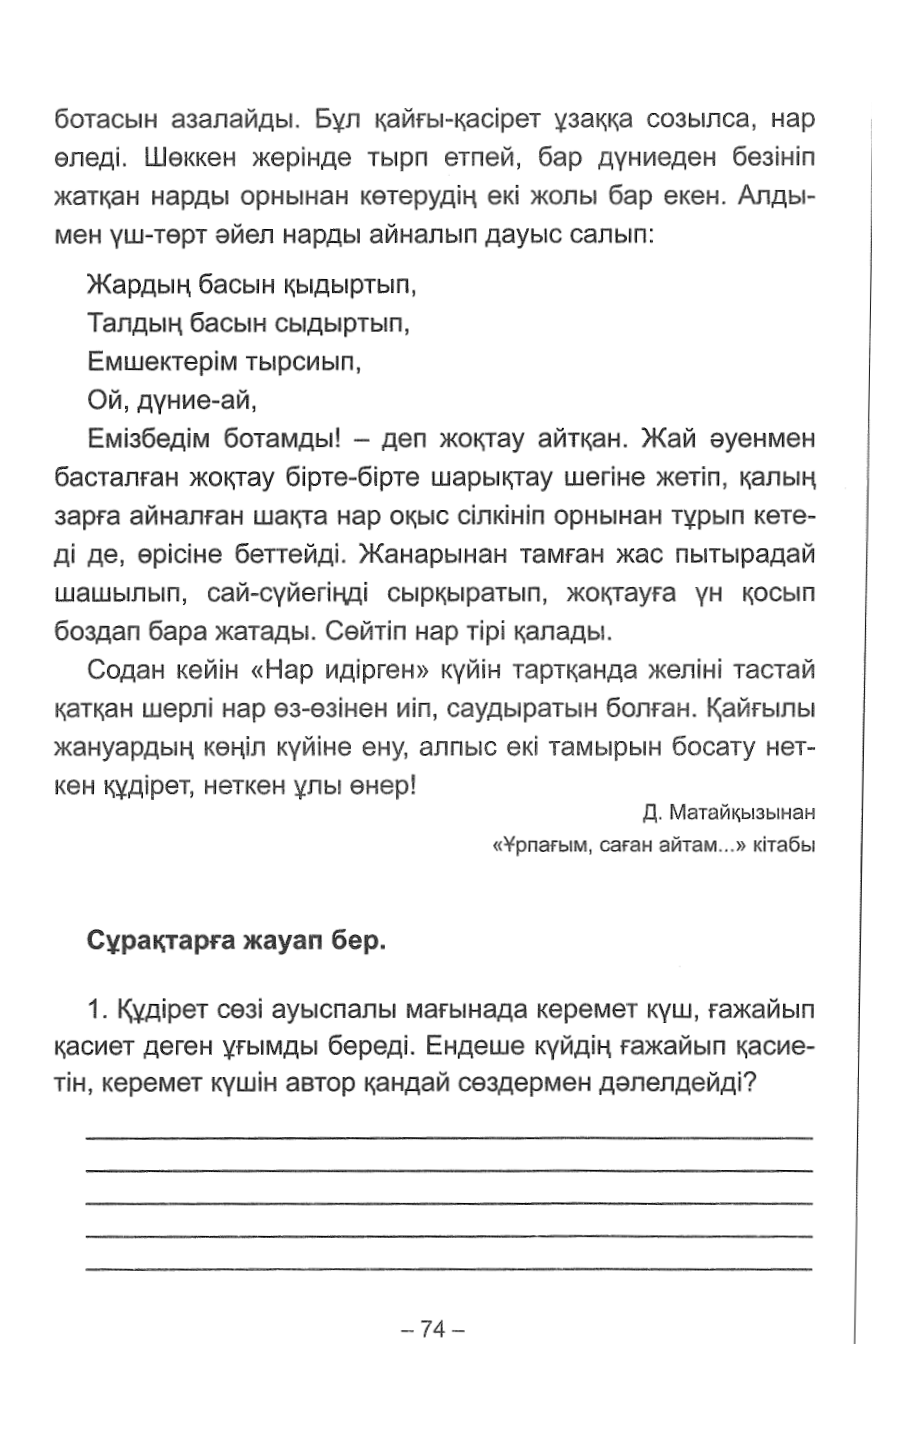 ботасын азалайды. Бұл қайғы-қасірет ұзаққа созылса, нар
өледі. Шөккен жерінде тырп етпей, бар дүниеден безініп
жатқан нарды орнынан көтерудің екі жолы бар екен. Алды-
мен үш-төрт әйел нарды айналып дауыс салып:
Жардың басын қыдыртып,
Талдың басын сыдыртып,
Емшектерім тырсиып,
Ой, дүние-ай,
Емізбедім ботамды! – деп жоқтау айтқан. Жай әуенмен
басталған жоқтау бірте-бірте шарықтау шегіне жетіп, қалың
зарға айналған шақта нар оқыс сілкініп орнынан тұрып кете-
ді де, өрісіне беттейді. Жанарынан тамған жас пытырадай
шашылып, сай-сүйегіңді сырқыратып, жоқтауға үн қосып
боздап бара жатады. Сөйтіп нар тірі қалады.
Содан кейін «Нар идірген» күйін тартқанда желіні тастай
қатқан шерлі нар өз-өзінен иіп, саудыратын болған. Қайғылы
жануардың көңіл күйіне ену, алпыс екі тамырын босату нет-
кен құдірет, неткен ұлы өнер!
Д. Матайқызынан
«Ұрпағым, саған айтам...» кітабы
Сұрақтарға жауап бер.
1. Құдірет сөзі ауыспалы мағынада керемет күш, ғажайып
қасиет деген ұғымды береді. Ендеше күйдің ғажайып қасие-
тін, керемет күшін автор қандай сөздермен дәлелдейді?
– 74 –